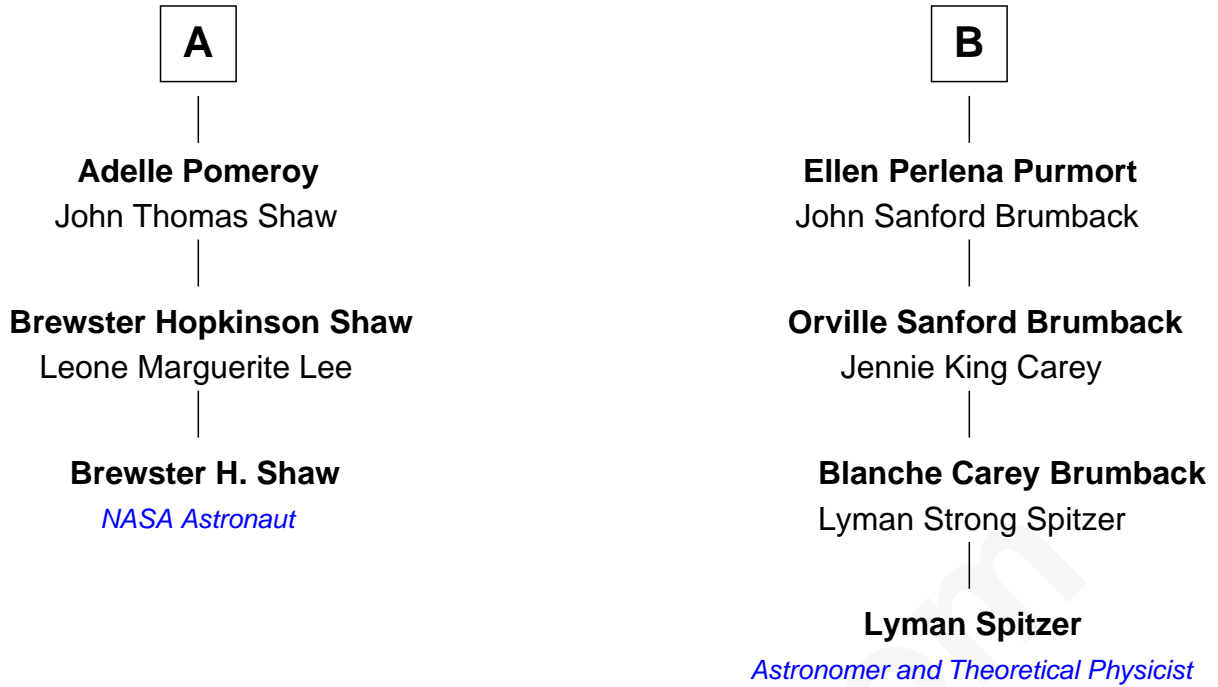 A
Adelle Pomeroy
John Thomas Shaw
Brewster Hopkinson Shaw
Leone Marguerite Lee
Brewster H. Shaw
NASA Astronaut
B
Ellen Perlena Purmort
John Sanford Brumback
Orville Sanford Brumback
Jennie King Carey
Blanche Carey Brumback
Lyman Strong Spitzer
Lyman Spitzer
Astronomer and Theoretical Physicist